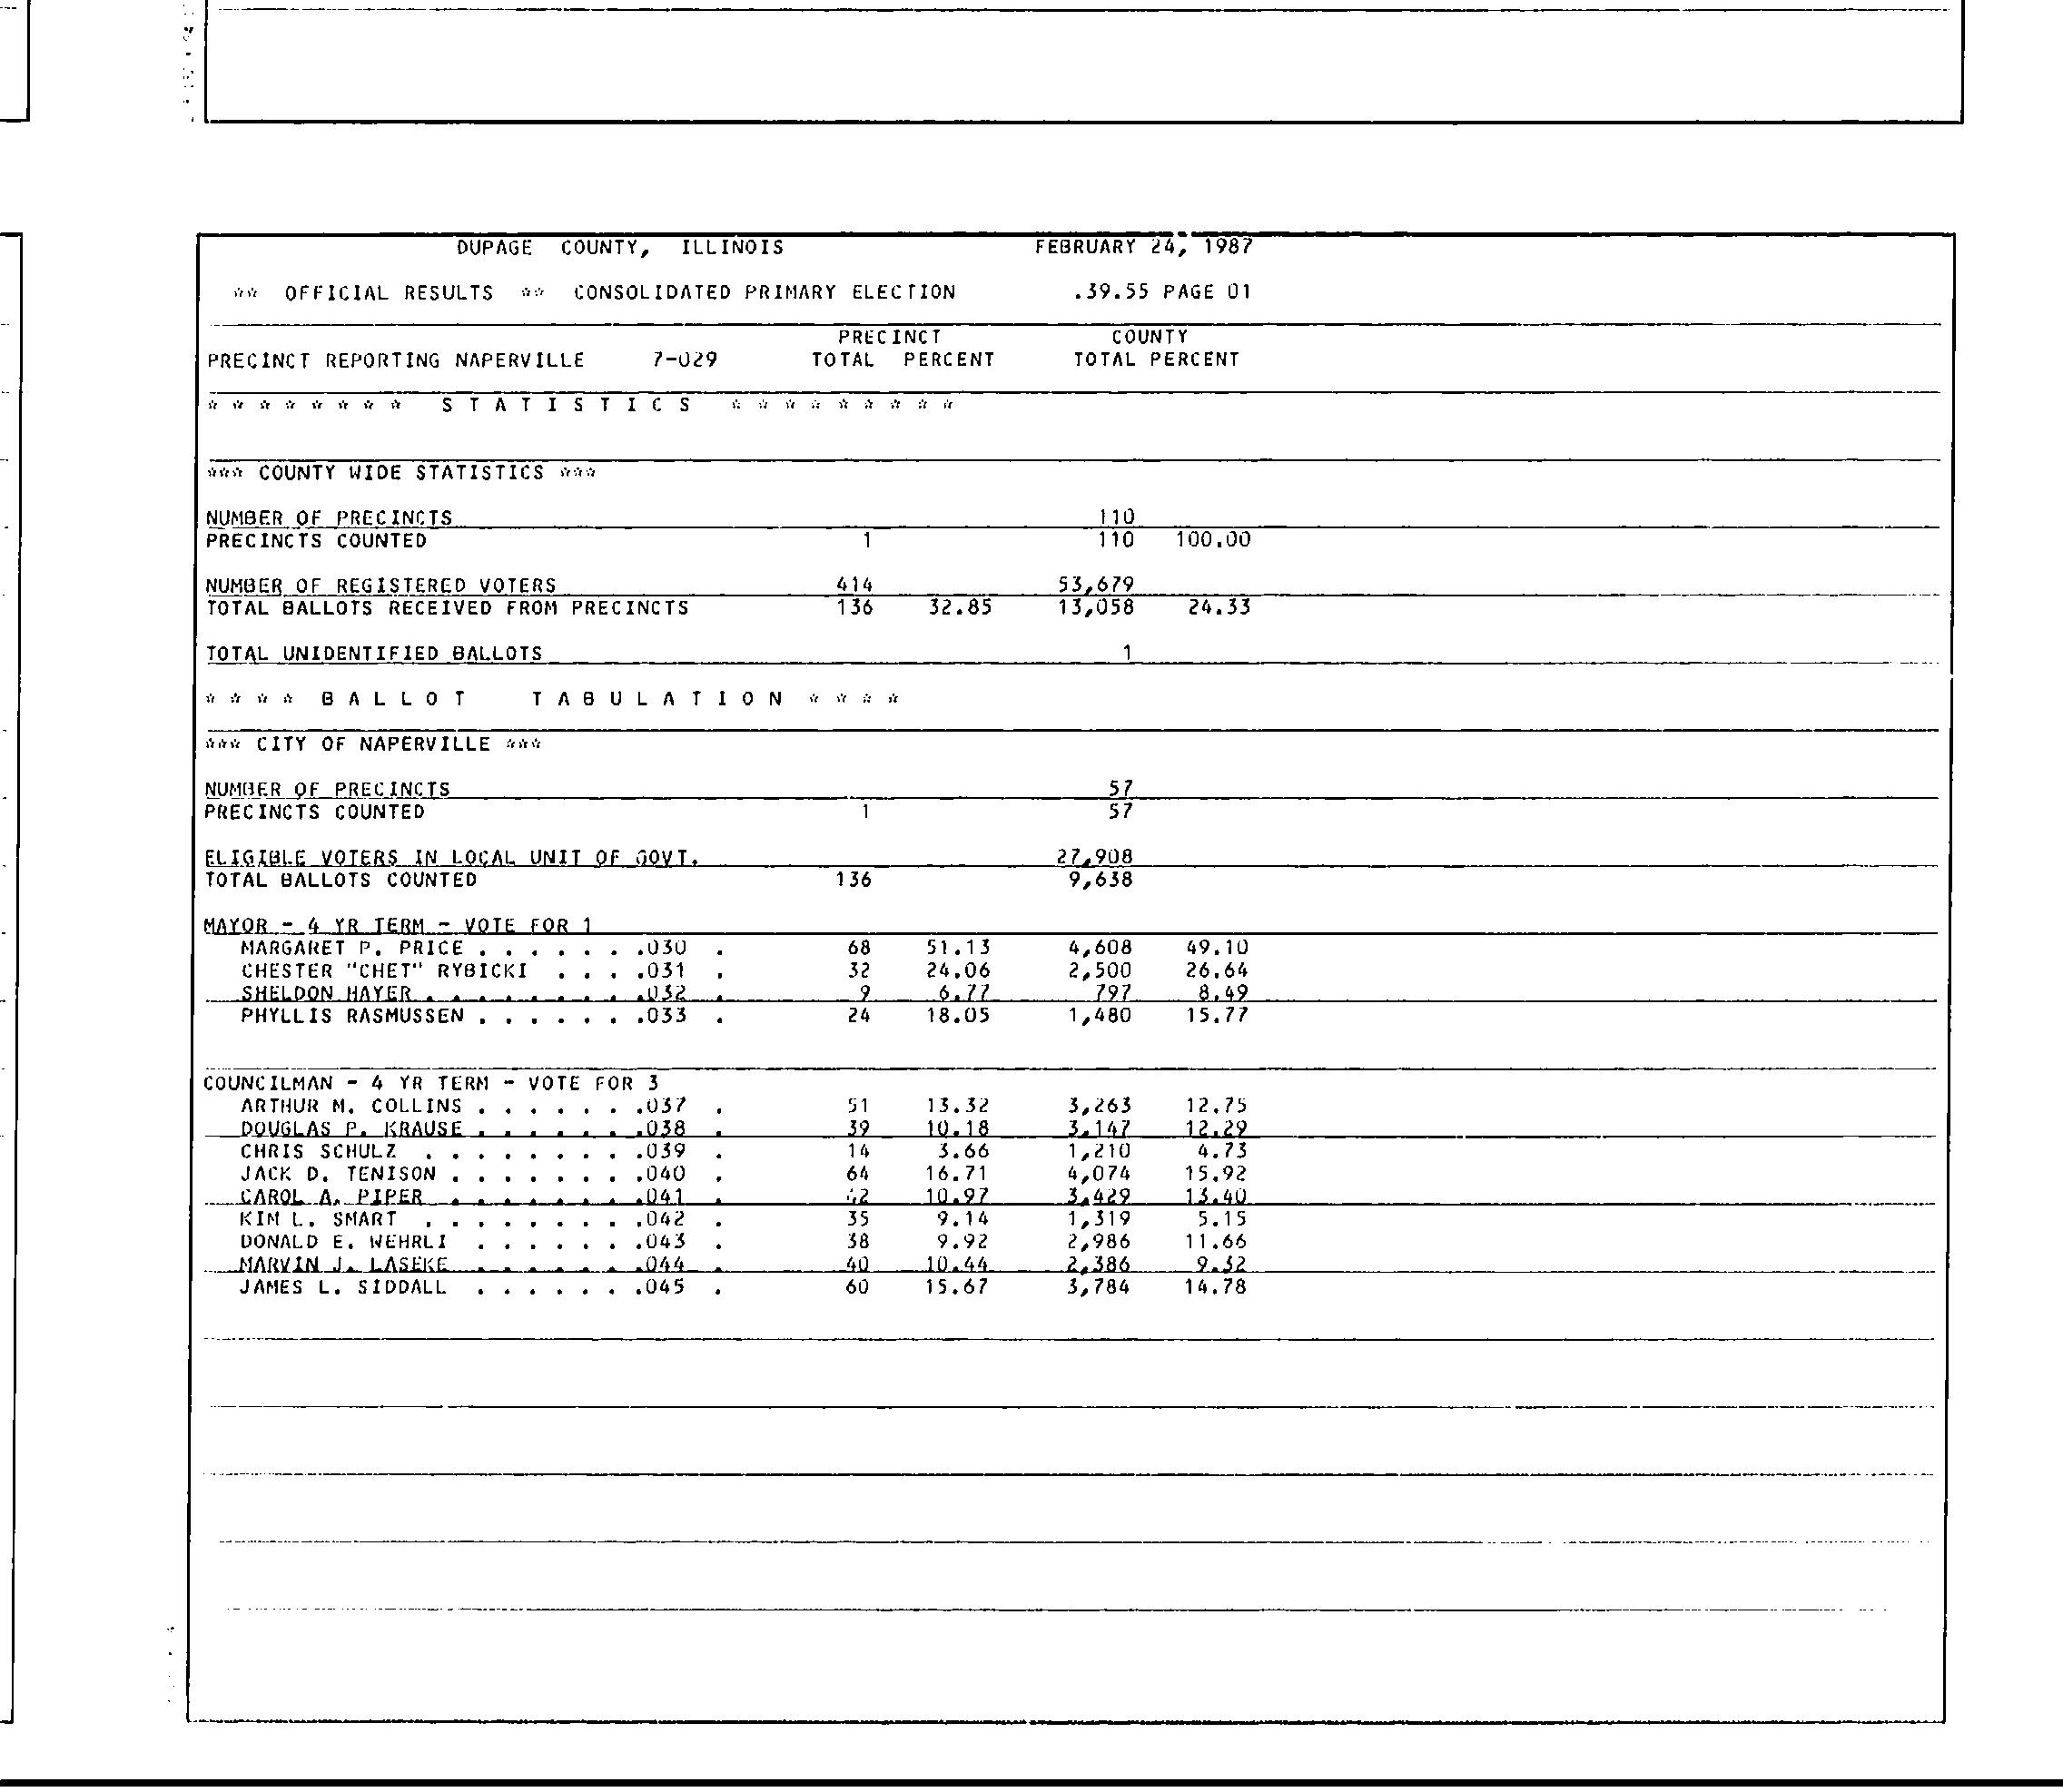 DUPAGE COUNTY, ILLINOIS FEBRUARY 24, 1987
** OFFICIAL RESULTS ** CONSOLIDATED PRIMARY ELECTION .39.55 PAGE 01
PRECINCT COUNTY
PRECINCT REPORTING NAPERVILLE 7-029 TOTAL PERCENT TOTAL PERCENT
* * * * * * * * S T A T I S T I C S * * * * * * * * *
*** COUNTY WIDE STATISTICS ***
NUMBER OF PRECINCTS 110
PRECINCTS COUNTED 1 110 100.00
NUMBER OF REGISTERED VOTERS 414 53,679
TOTAL BALLOTS RECEIVED FROM PRECINCTS 136 32.85 13,058 24.33
TOTAL UNIDENTIFIED BALLOTS 1
* * * * B A L L O T T A B U L A T I O N * * * *
*** CITY OF NAPERVILLE ***
NUMBER OF PRECINCTS 57
PRECINCTS COUNTED 1 57
ELIGIBLE VOTERS IN LOCAL UNIT OF GOVT. 27,908
TOTAL BALLOTS COUNTED 136 9,638
MAYOR - 4 YR TERM - VOTE FOR 1
MARGARET P. PRICE . . . . . . .030 . 68 51.13 4,608 49.10
CHESTER "CHET" RYBICKI . . . .031 . 32 24.06 2,500 26.64
SHELDON HAYER . . . . . . . . .032 . 9 6.77 797 8.49
PHYLLIS RASMUSSEN . . . . . . .033 . 24 18.05 1,480 15.77
COUNCILMAN - 4 YR TERM - VOTE FOR 3
ARTHUR M. COLLINS . . . . . . .037 . 51 13.32 3,263 12.75
DOUGLAS P. KRAUSE . . . . . . .038 . 39 10.18 3,147 12.29
CHRIS SCHULZ . . . . . . . . .039 . 14 3.66 1,210 4.73
JACK D. TENISON . . . . . . . .040 . 64 16.71 4,074 15.92
CAROL A. PIPER . . . . . . . .041 . 42 10.97 3,429 13.40
KIM L. SMART . . . . . . . . .042 . 35 9.14 1,319 5.15
DONALD E. WEHRLI . . . . . . .043 . 38 9.92 2,986 11.66
MARVIN J. LASEKE . . . . . . .044 . 40 10.44 2,386 9.32
JAMES L. SIDDALL . . . . . . .045 . 60 15.67 3,784 14.78